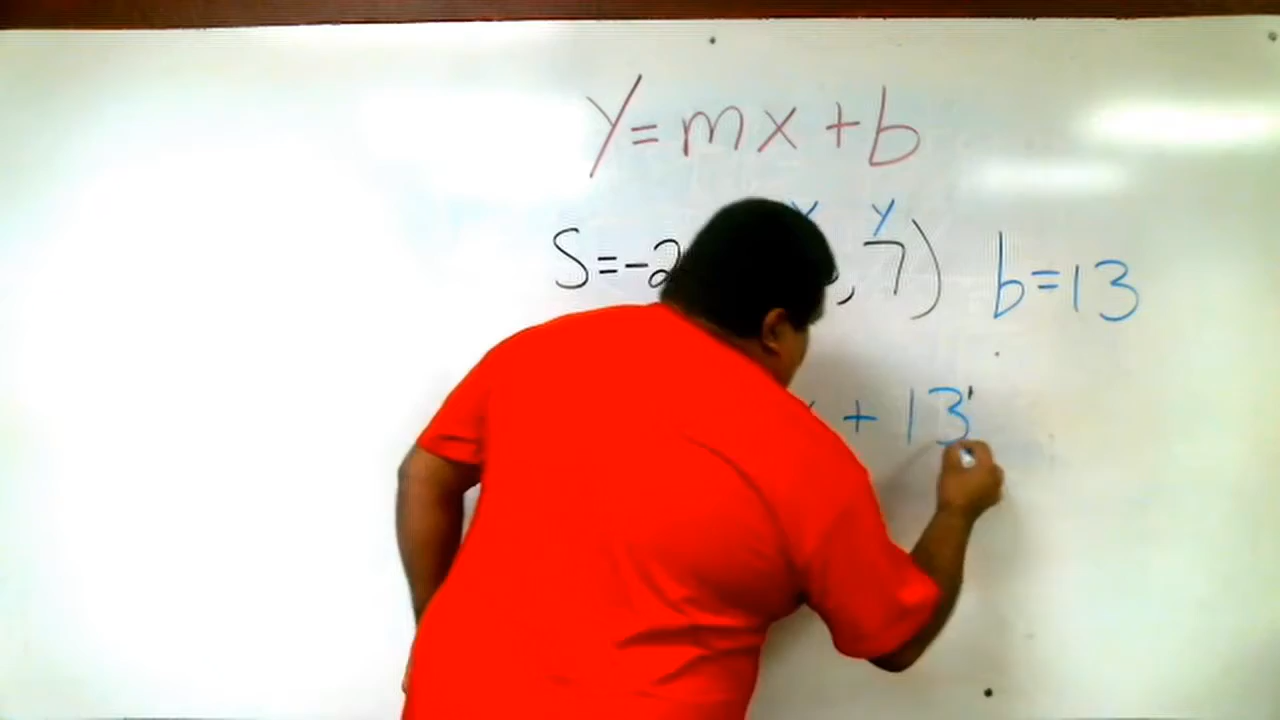 y=mx+b
y
S=-2 , 7) b=13
+ 13